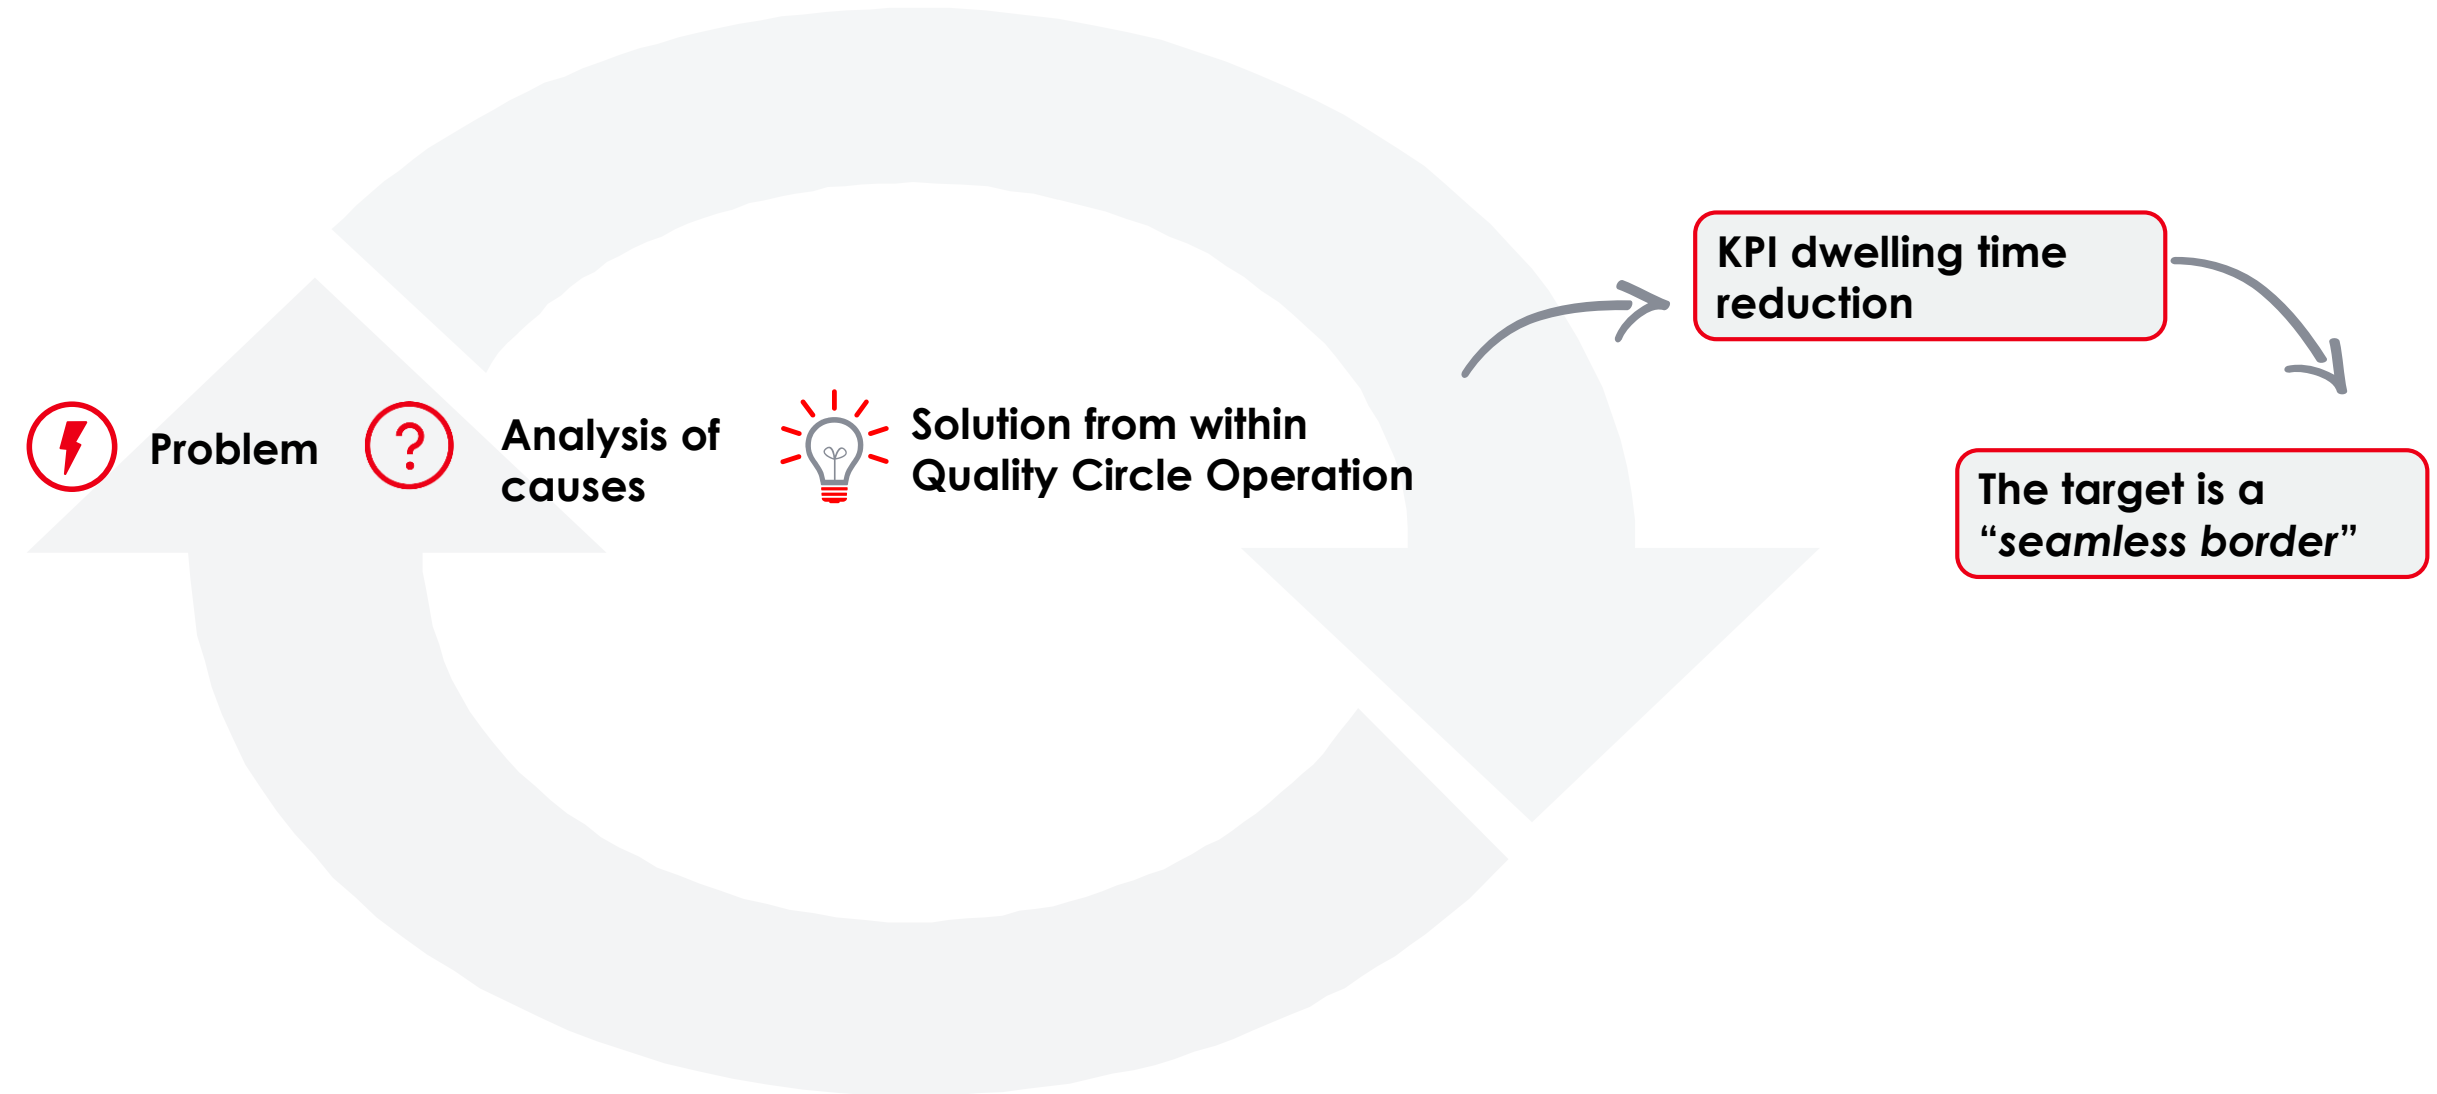 Problem
Analysis of
causes
Solution from within
Quality Circle Operation
KPI dwelling time
reduction
The target is a
“seamless border”